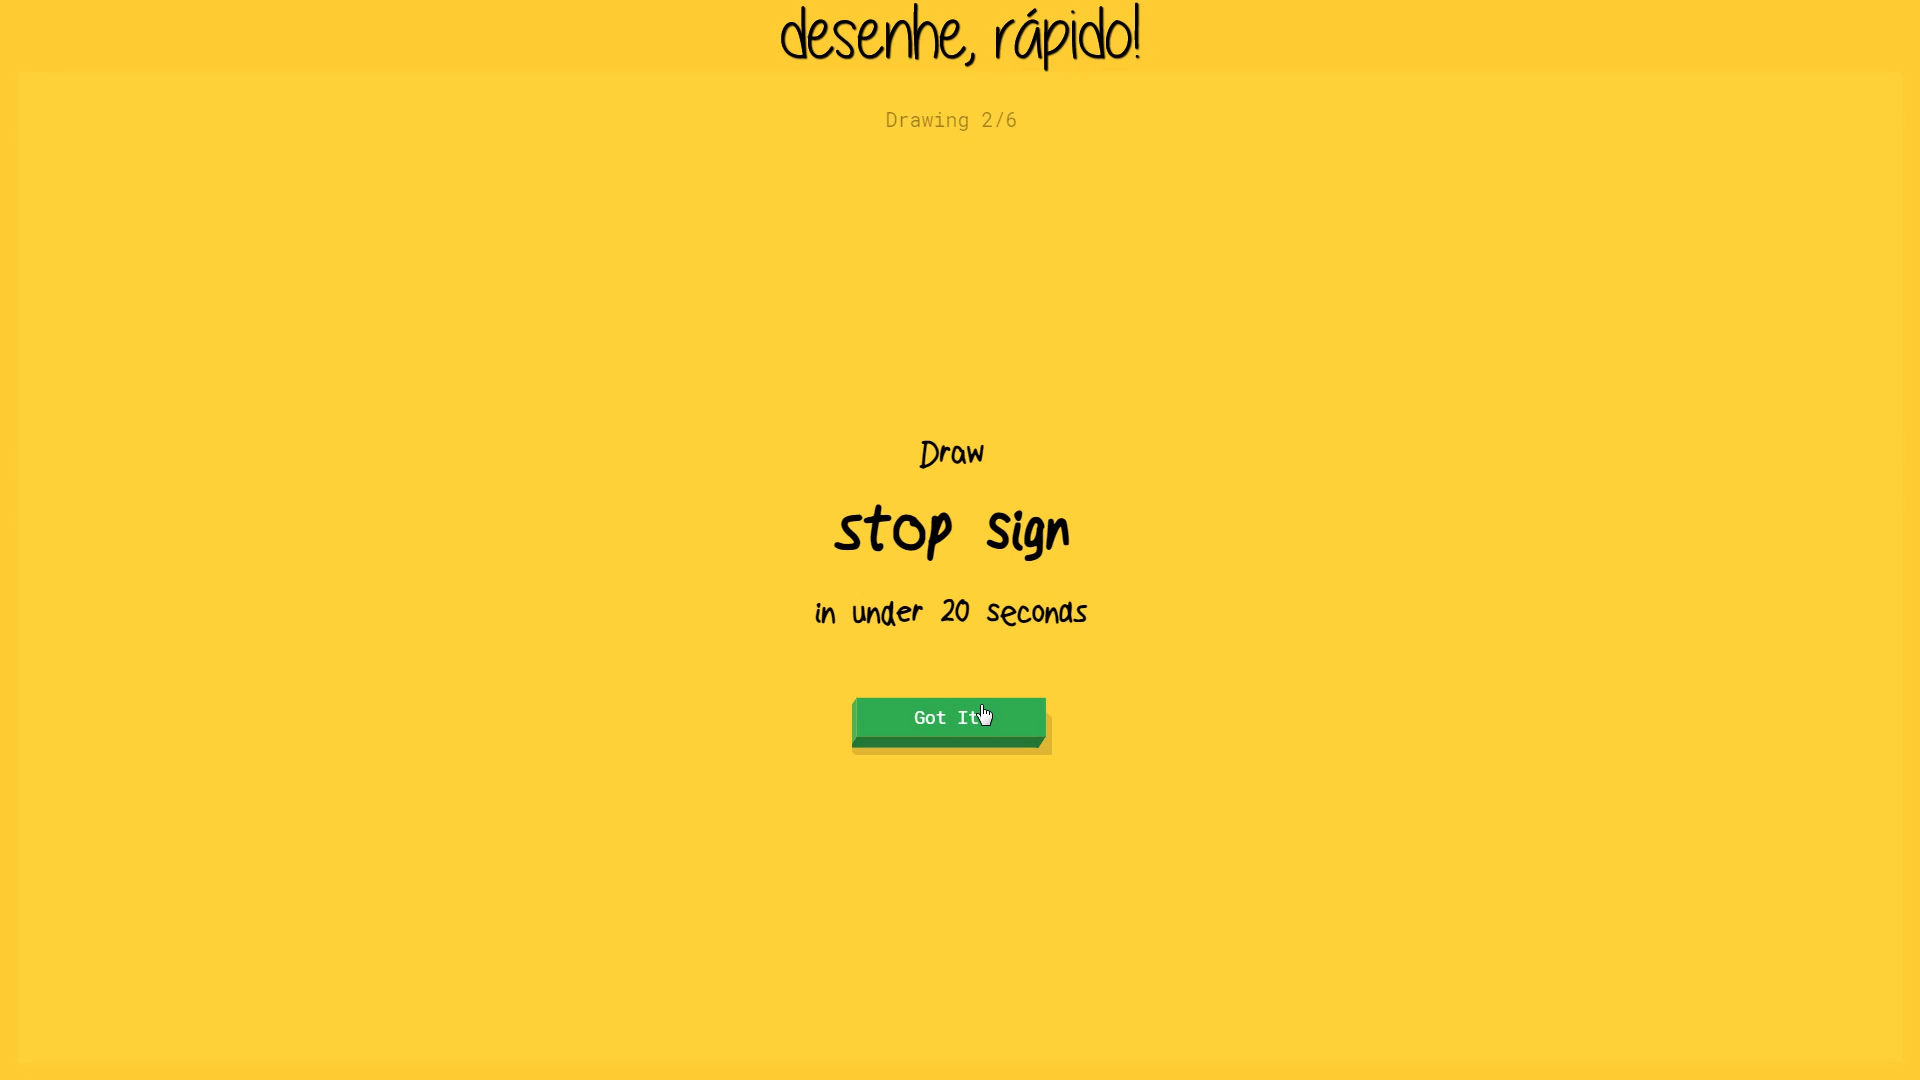 desenhe, rápido!
Drawing 2/6
Draw
stop sign
in under 20 seconds
Got It